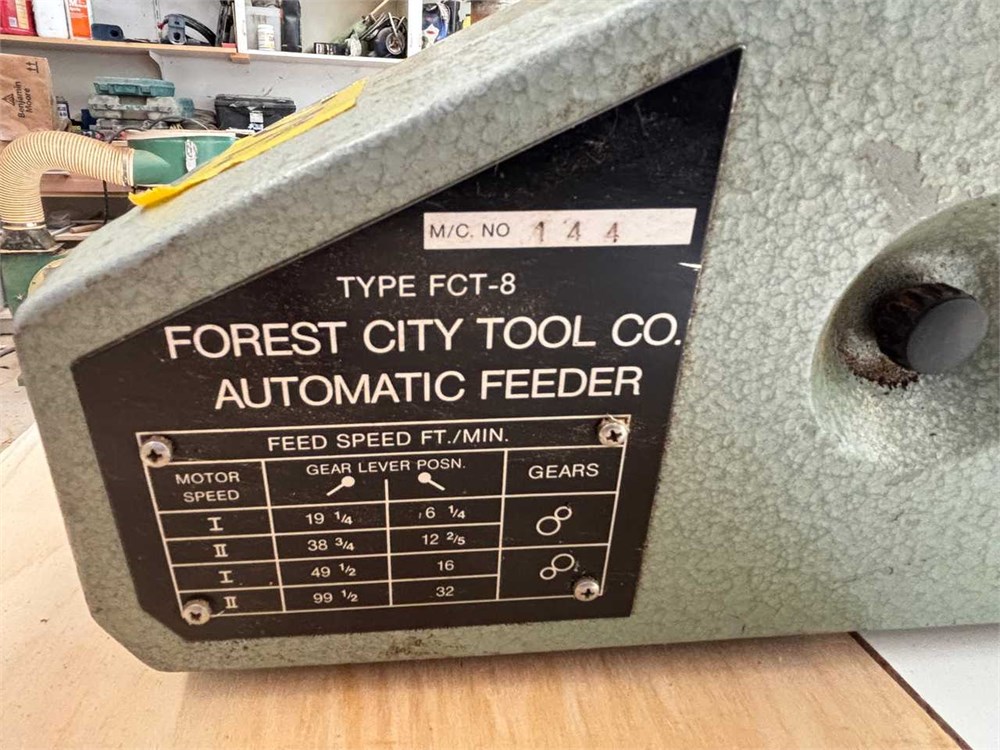 Benjamin
Moore
M/C. NO 144
TYPE FCT-8
FOREST CITY TOOL CO.
AUTOMATIC FEEDER
FEED SPEED FT./MIN.
MOTOR SPEED GEAR LEVER POSN. GEARS
I 19 1/4 6 1/4
II 38 3/4 12 2/5
I 49 1/2 16
II 99 1/2 32